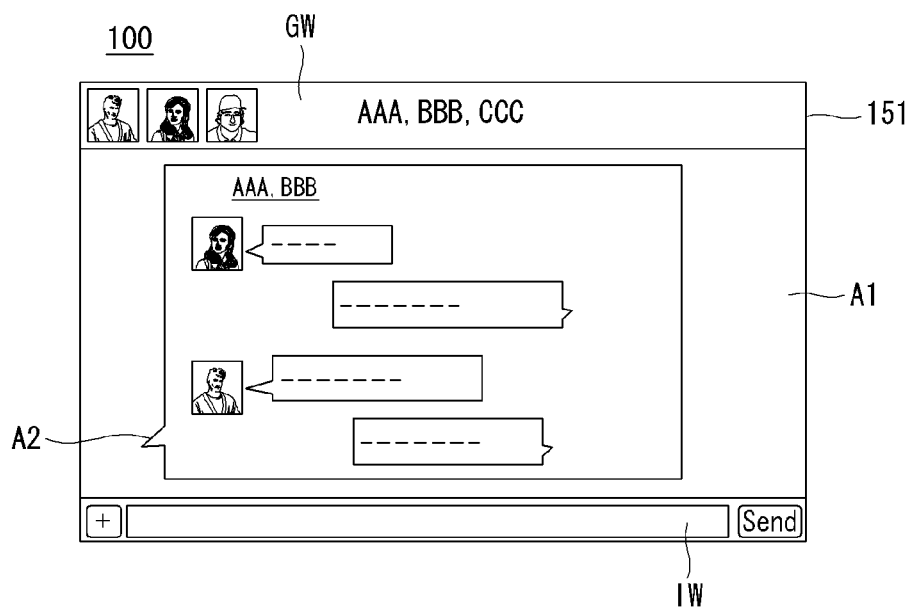 GW
100
AAA, BBB, CCC
151
AAA, BBB
A1
A2
+
Send
IW